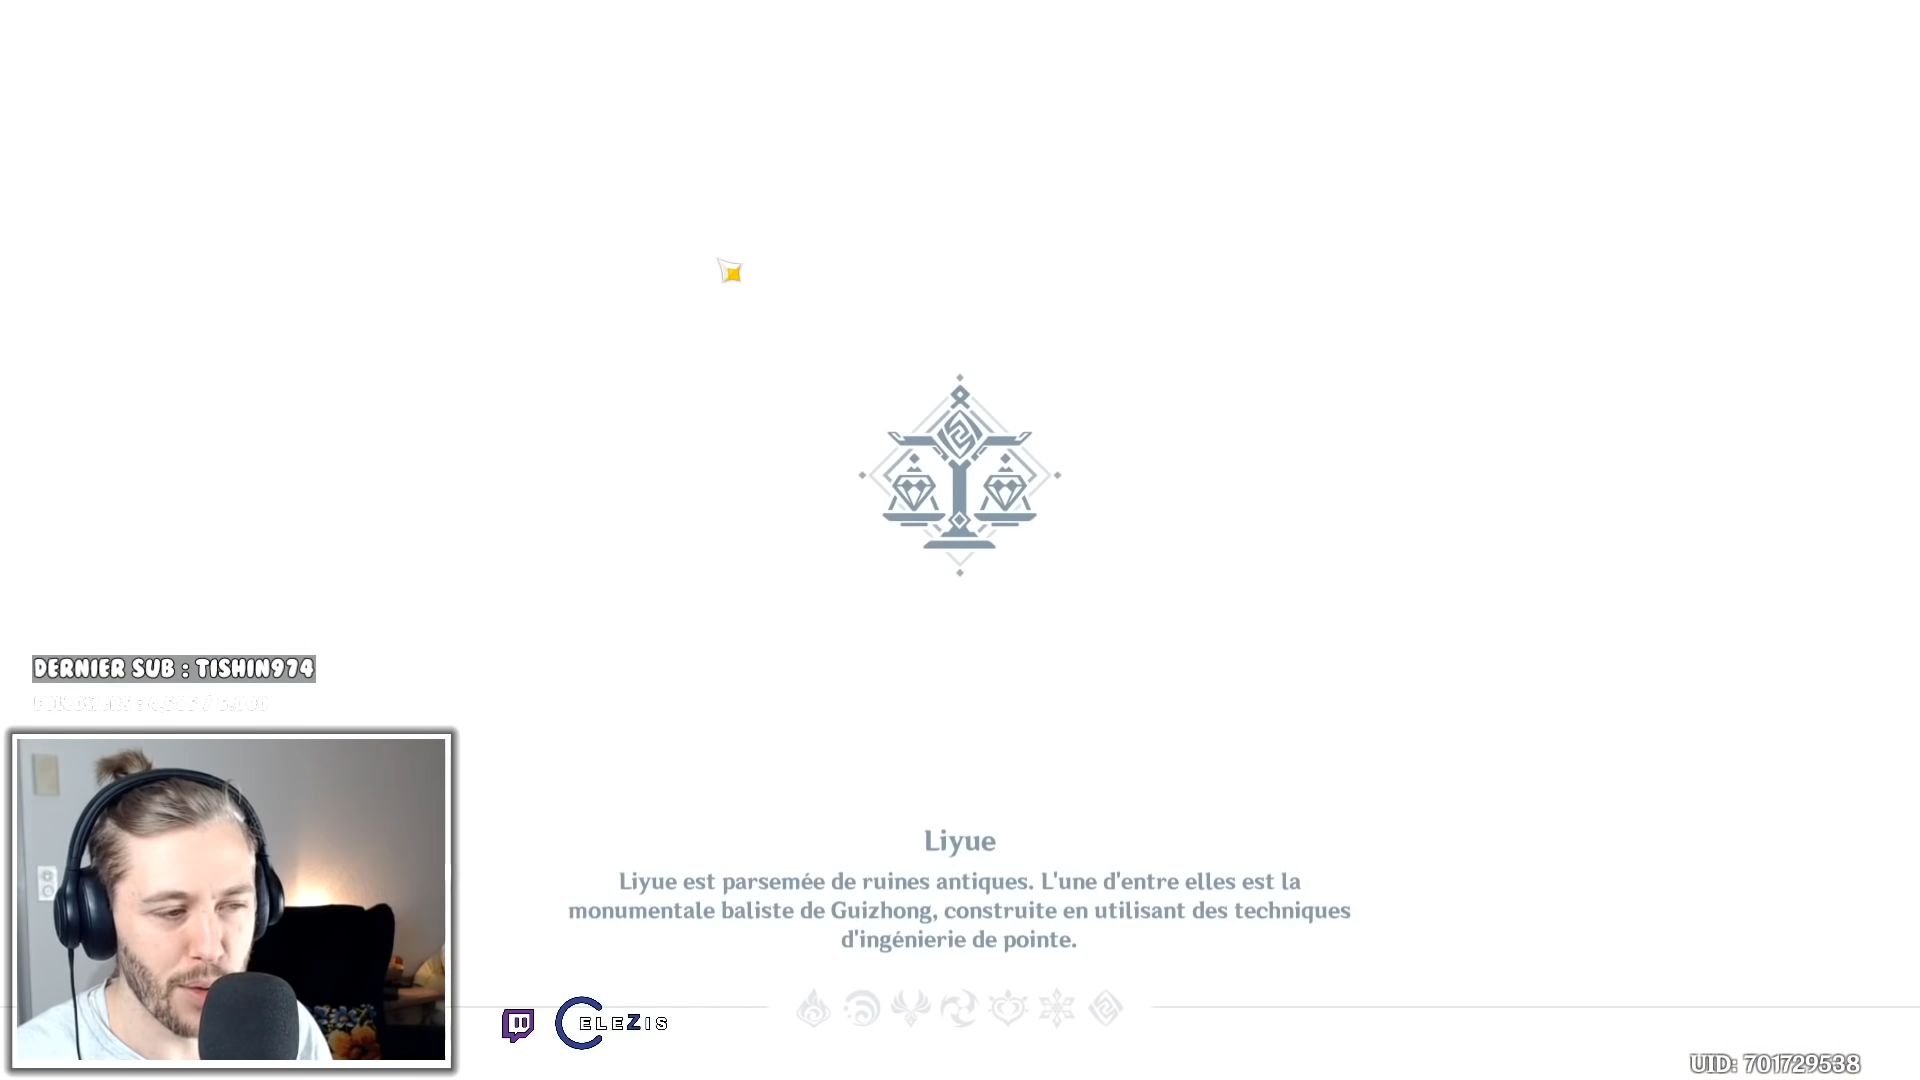 DERNIER SUB : TISHIN974
Liyue
Liyue est parsemée de ruines antiques. L'une d'entre elles est la
monumentale baliste de Guizhong, construite en utilisant des techniques
d'ingénierie de pointe.
CELEZIS
UID: 701729538